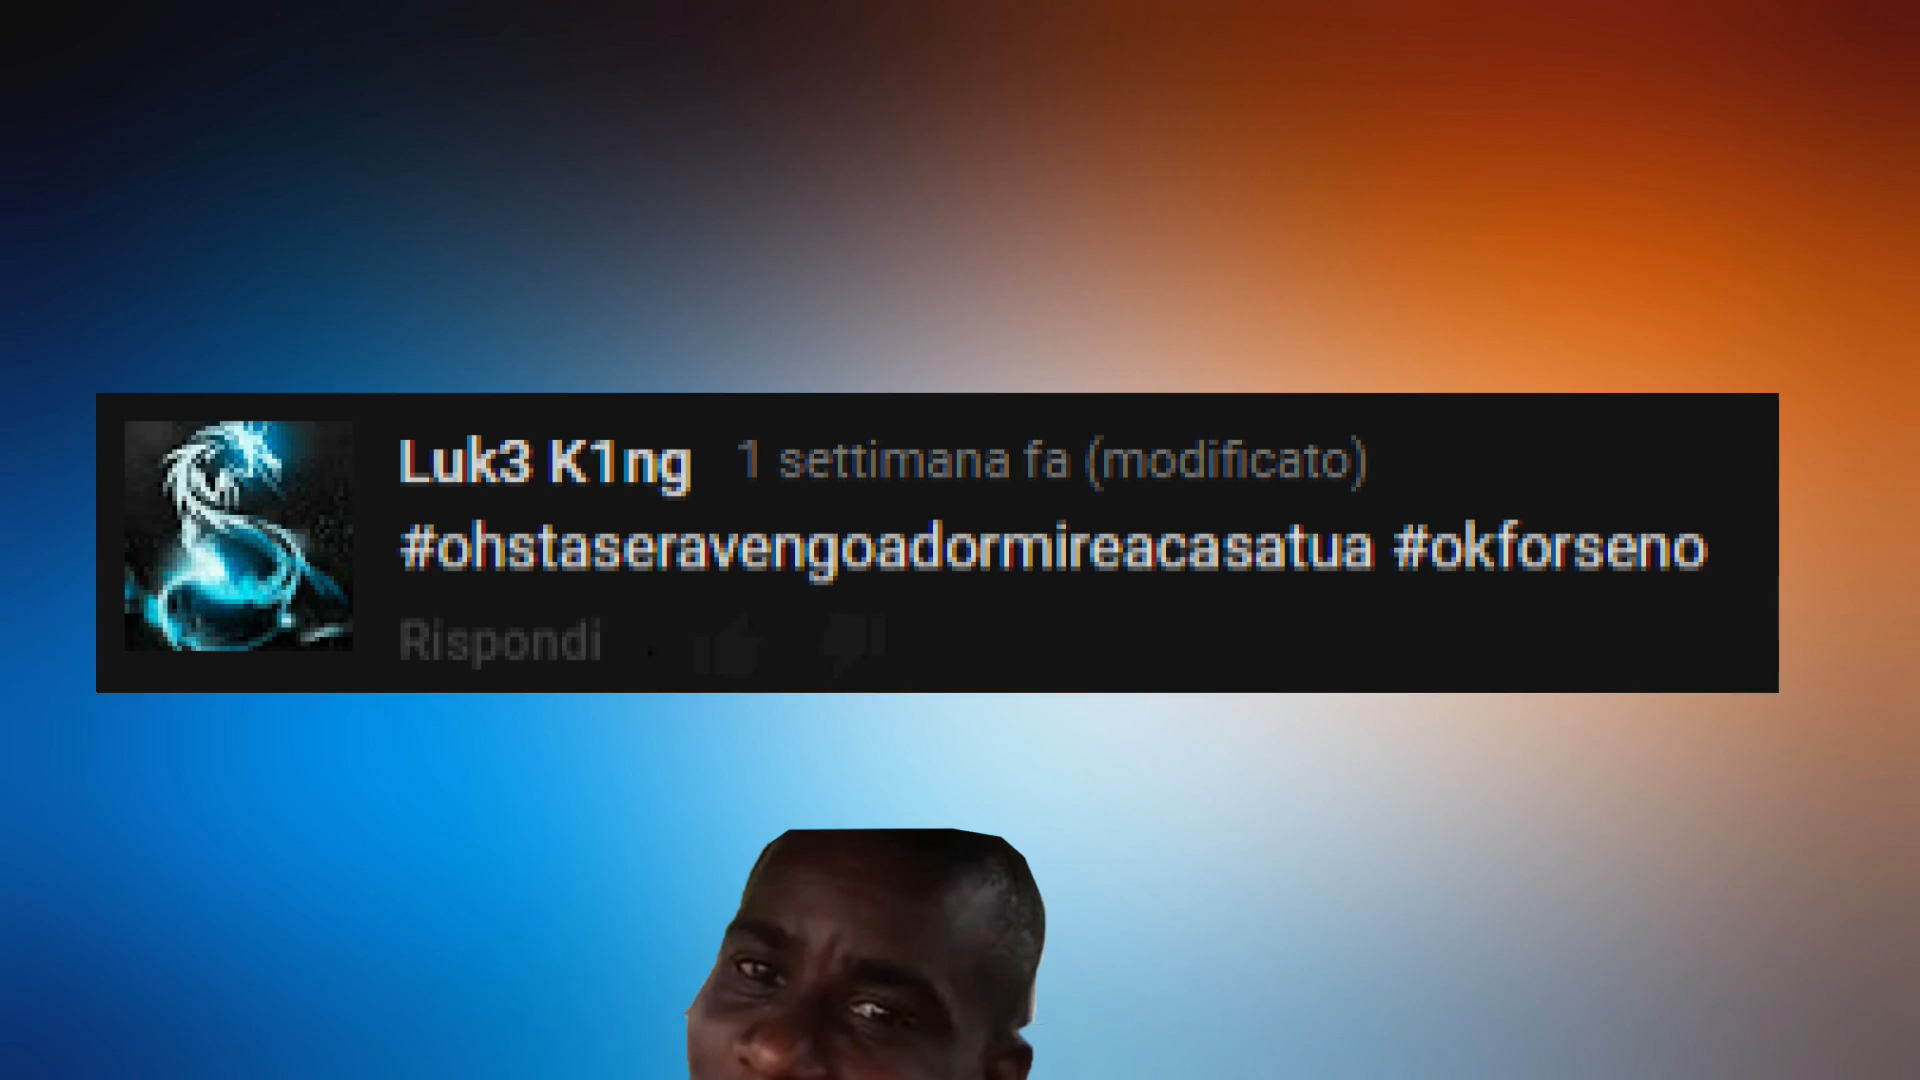 Luk3 K1ng 1 settimana fa (modificato)
#ohstaseravengoadormireacasatua #okforseno
Rispondi